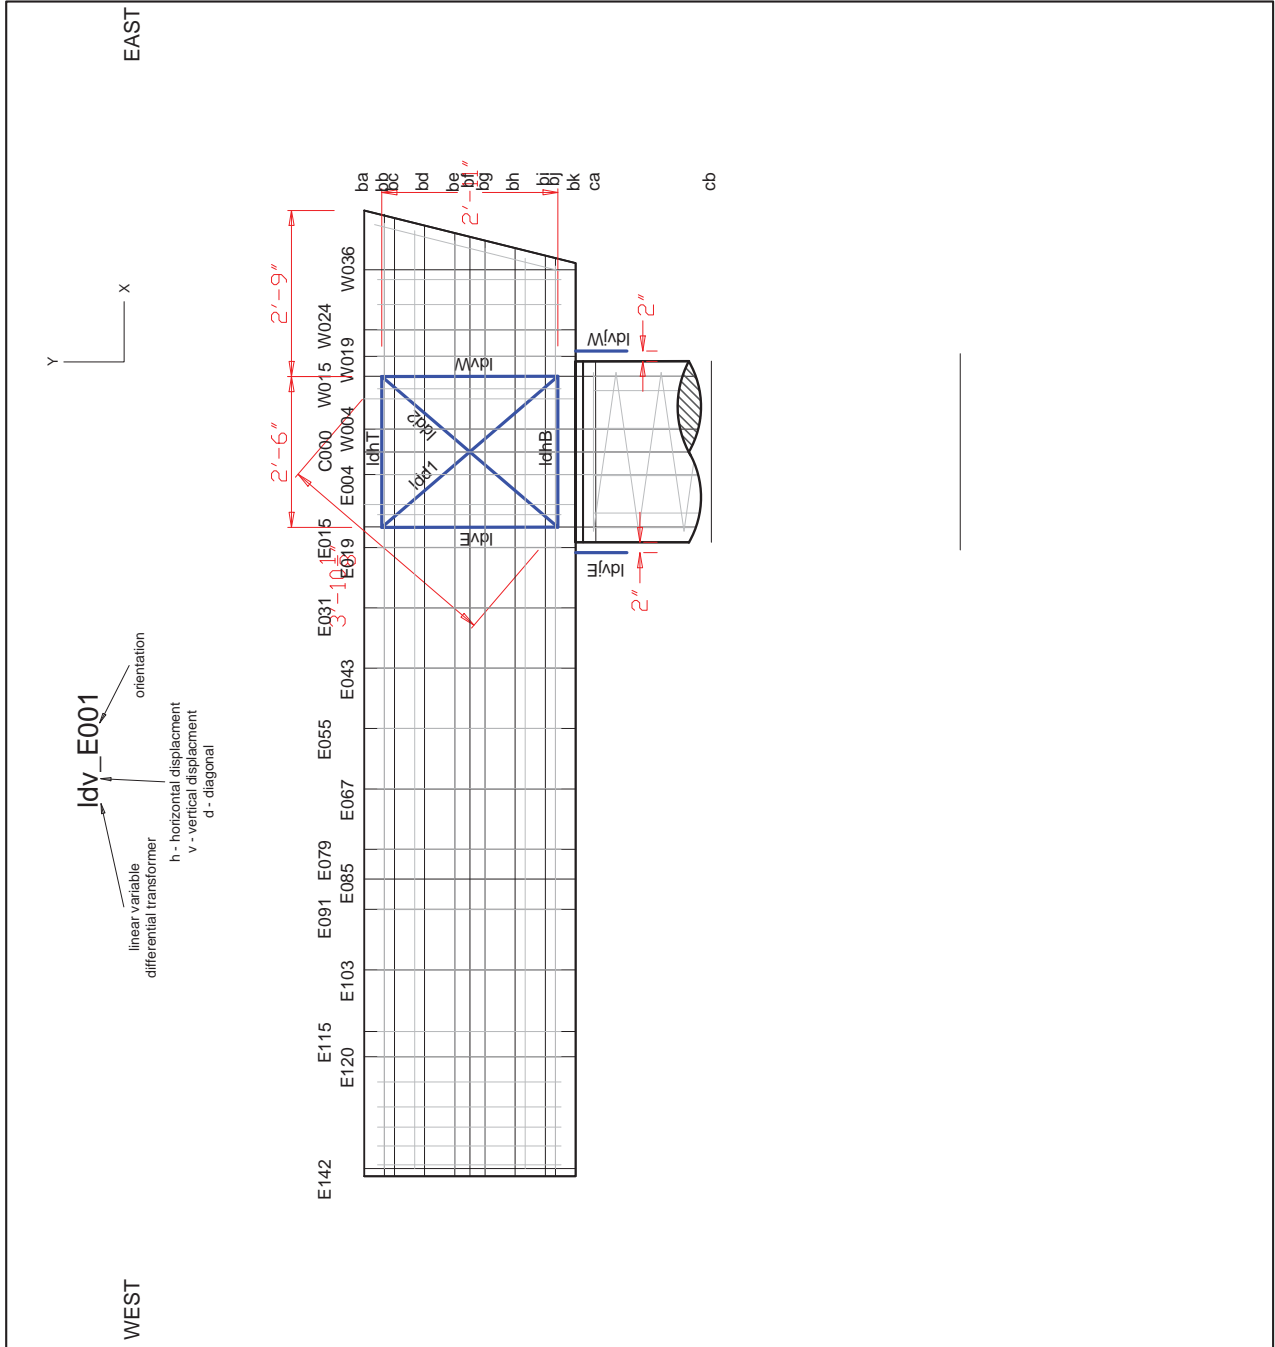 EAST
WEST
Y
X
ldv_E001
orientation
h - horizontal displacment
v - vertical displacment
d - diagonal
linear variable
differential transformer
ba
bb
bc
bd
be
bf
bg
bh
bi
bj
bk
ca
cb
2'-11"
2'-9"
2'-6"
2"
2"
W036
W024
W019
W015
W004
C000
E004
E015
E019
E031
E043
E055
E067
E079
E085
E091
E103
E115
E120
E142
ldhT
ldhB
ldvW
ldvE
ldd1
ldd2
ldvjW
ldvjE